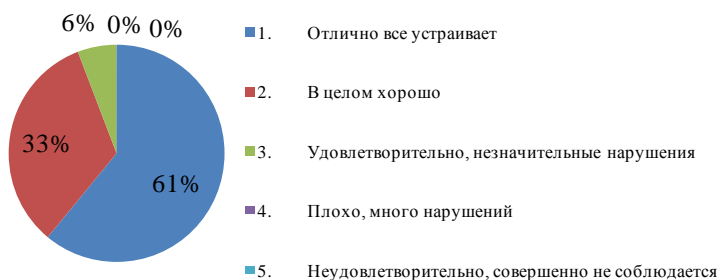 6% 0% 0%
33%
61%
1. Отлично все устраивает
2. В целом хорошо
3. Удовлетворительно, незначительные нарушения
4. Плохо, много нарушений
5. Неудовлетворительно, совершенно не соблюдается